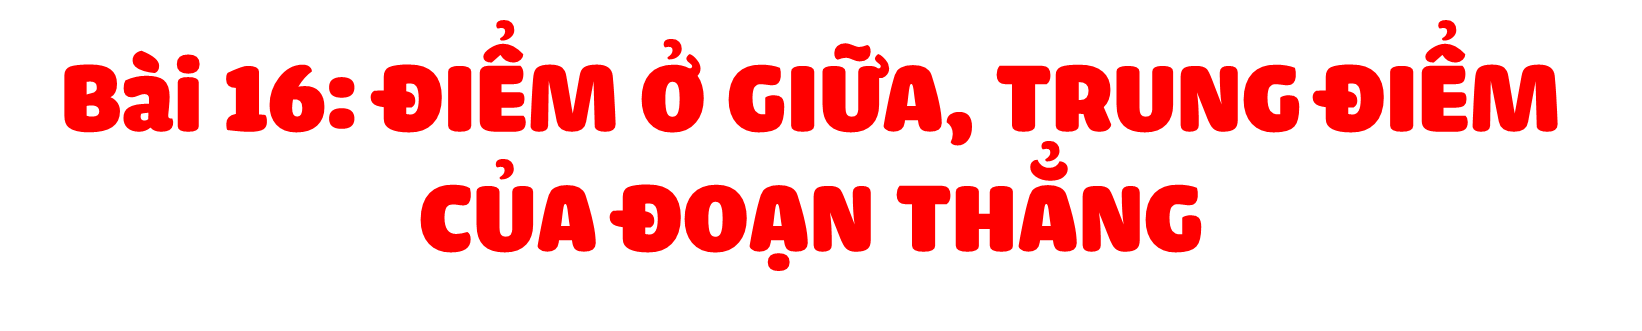 Bài 16: ĐIỂM Ở GIỮA, TRUNG ĐIỂM
CỦA ĐOẠN THẲNG